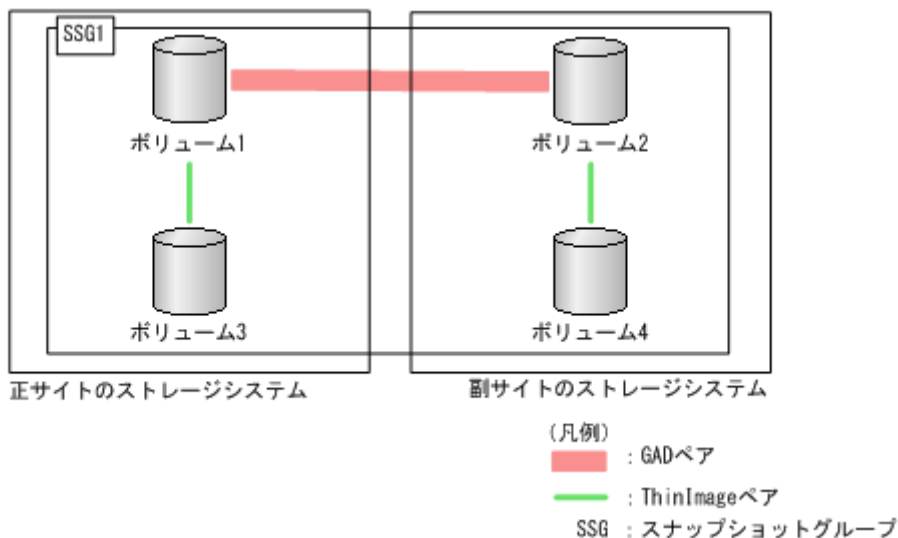 SSG1
ボリューム1
ボリューム2
ボリューム3
ボリューム4
正サイトのストレージシステム
副サイトのストレージシステム
(凡例)
：GADペア
：ThinImageペア
SSG：スナップショットグループ